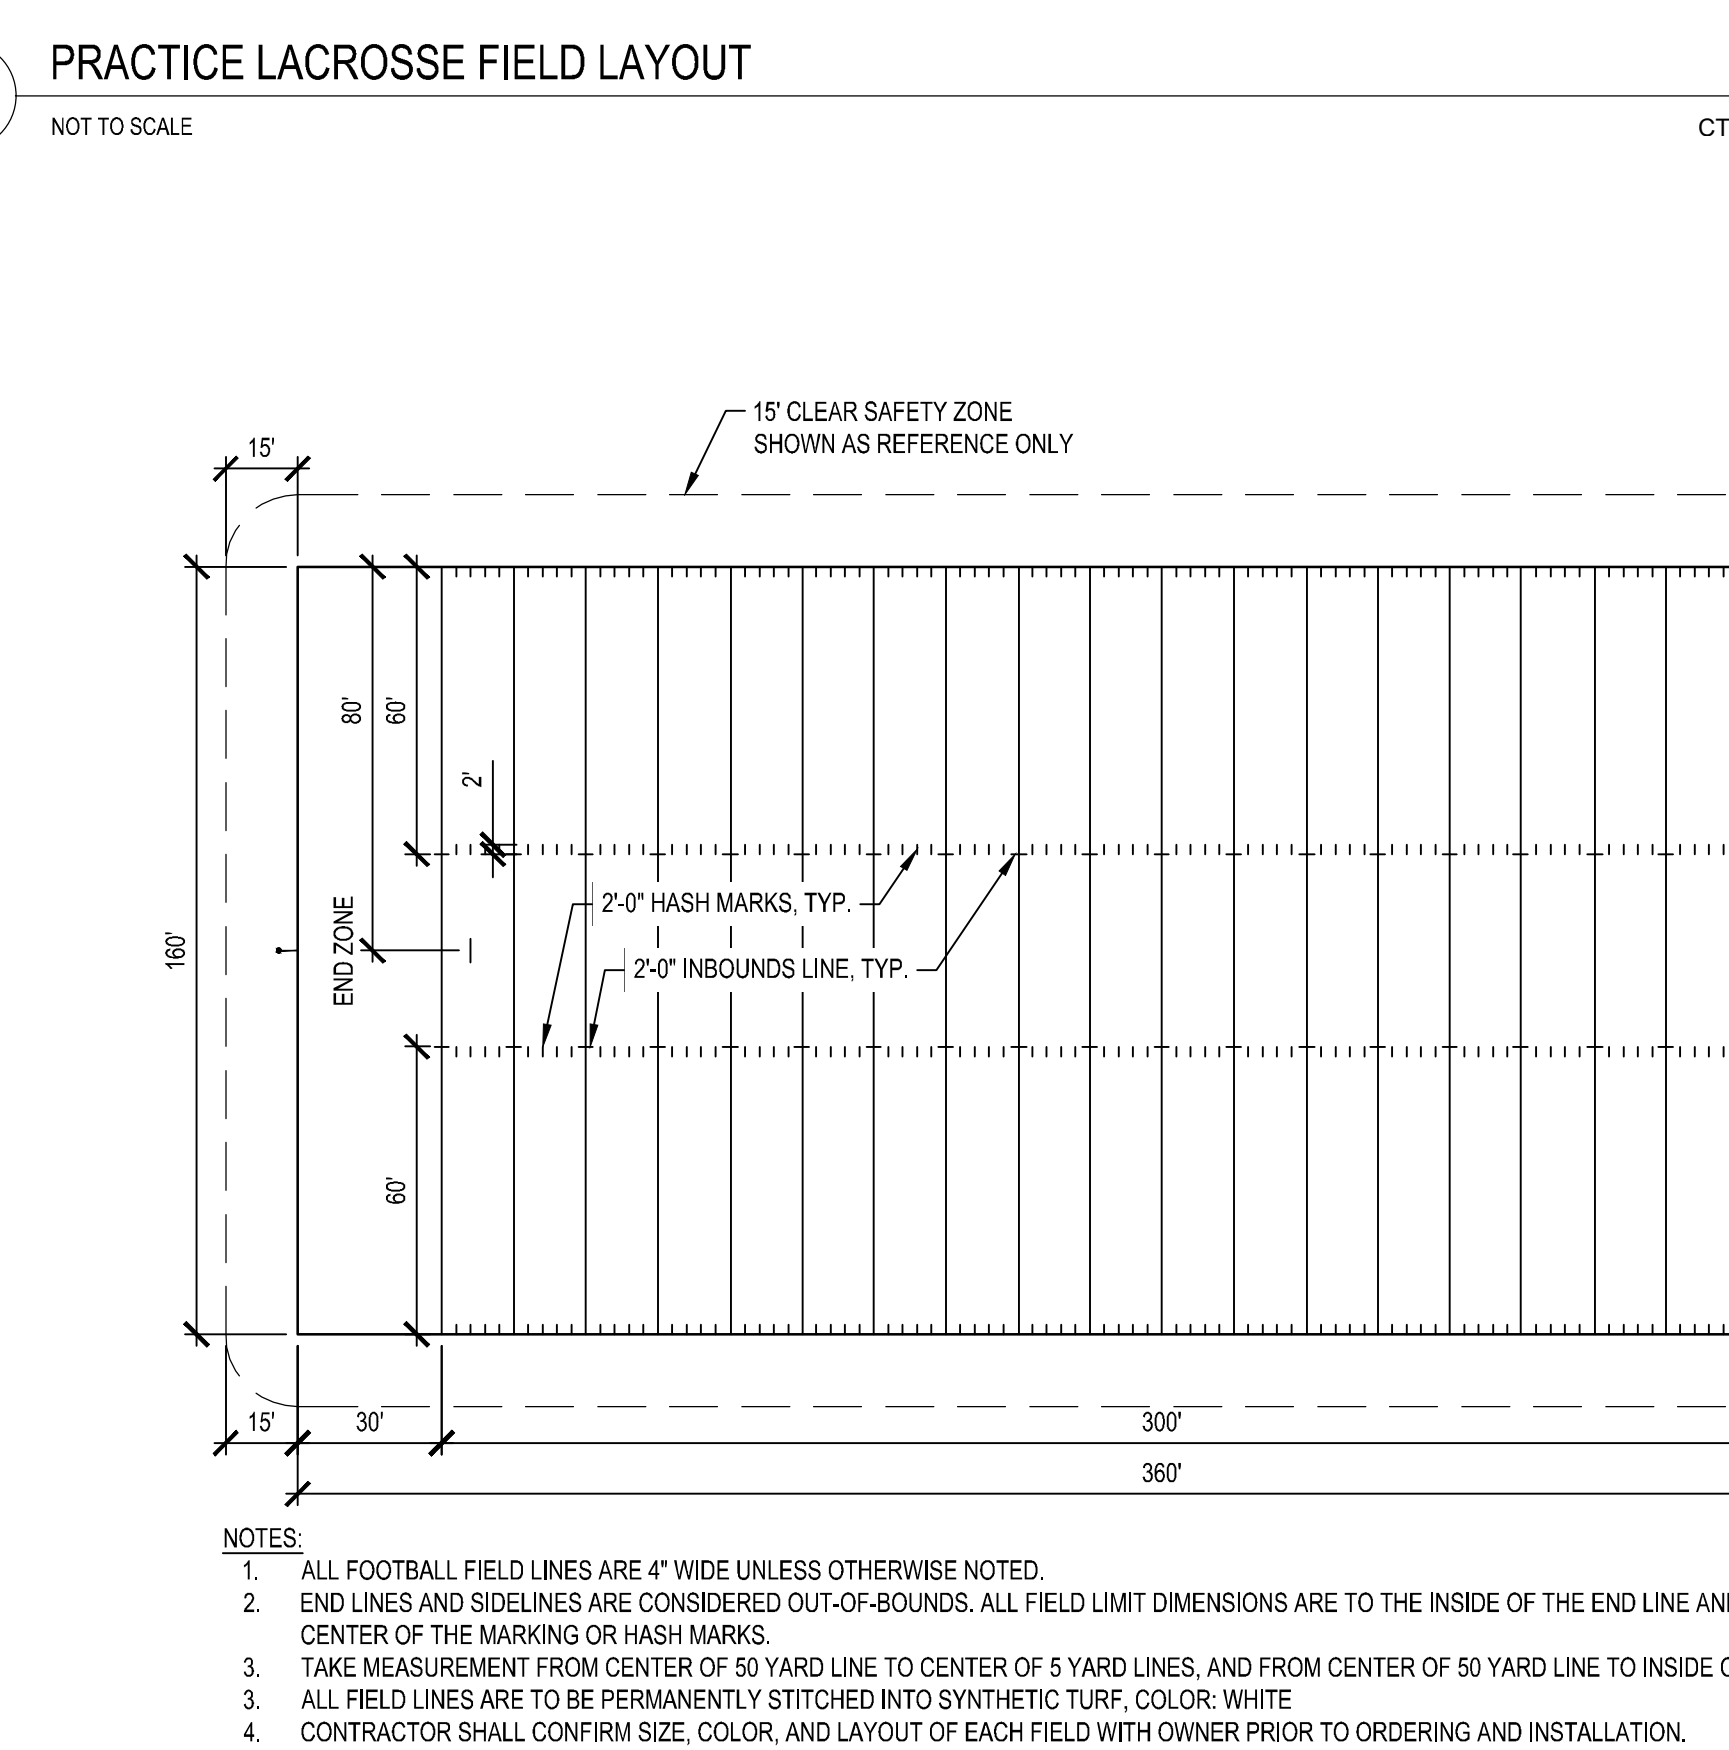 PRACTICE LACROSSE FIELD LAYOUT
NOT TO SCALE
CT
15' CLEAR SAFETY ZONE
SHOWN AS REFERENCE ONLY
15'
80'
60'
2'
2'-0" HASH MARKS, TYP.
160'
END ZONE
2'-0" INBOUNDS LINE, TYP.
60'
15'
30'
300'
360'
NOTES:
1. ALL FOOTBALL FIELD LINES ARE 4" WIDE UNLESS OTHERWISE NOTED.
2. END LINES AND SIDELINES ARE CONSIDERED OUT-OF-BOUNDS. ALL FIELD LIMIT DIMENSIONS ARE TO THE INSIDE OF THE END LINE AN
CENTER OF THE MARKING OR HASH MARKS.
3. TAKE MEASUREMENT FROM CENTER OF 50 YARD LINE TO CENTER OF 5 YARD LINES, AND FROM CENTER OF 50 YARD LINE TO INSIDE
3. ALL FIELD LINES ARE TO BE PERMANENTLY STITCHED INTO SYNTHETIC TURF, COLOR: WHITE
4. CONTRACTOR SHALL CONFIRM SIZE, COLOR, AND LAYOUT OF EACH FIELD WITH OWNER PRIOR TO ORDERING AND INSTALLATION.